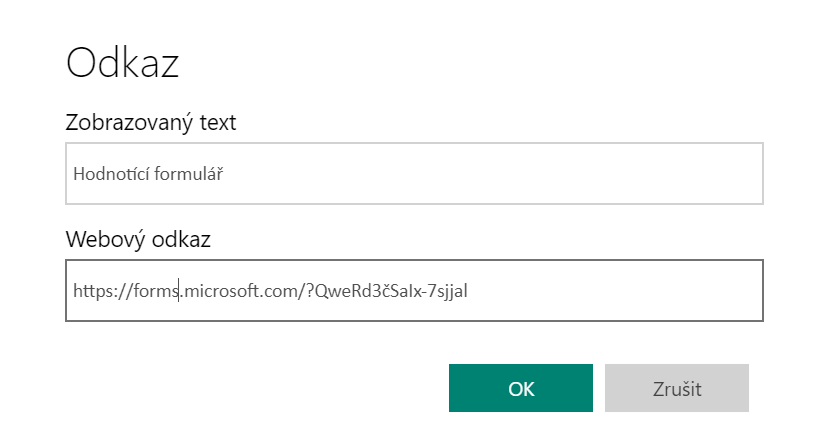 Odkaz
Zobrazovaný text
Hodnotící formulář
Webový odkaz
https://forms.microsoft.com/?QweRd3čSaIx-7sjjal
OK
Zrušit